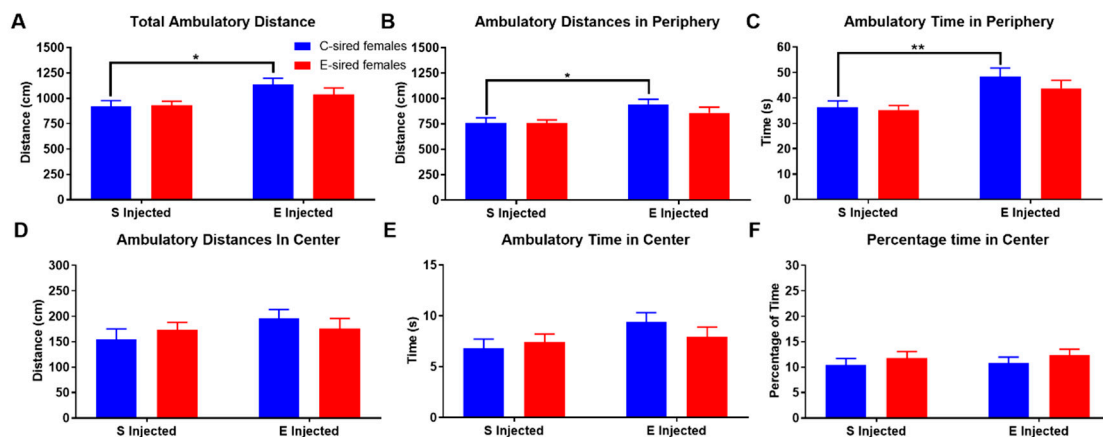 A
Total Ambulatory Distance
Distance (cm)
1500
1250
1000
750
500
250
0
*
C-sired females
E-sired females
S Injected
E Injected
B
Ambulatory Distances in Periphery
Distance (cm)
1500
1250
1000
750
500
250
0
*
S Injected
E Injected
C
Ambulatory Time in Periphery
Time (s)
60
50
40
30
20
10
0
**
S Injected
E Injected
D
Ambulatory Distances In Center
Distance (cm)
300
250
200
150
100
50
0
S Injected
E Injected
E
Ambulatory Time in Center
Time (s)
15
10
5
0
S Injected
E Injected
F
Percentage time in Center
Percentage of Time
30
25
20
15
10
5
0
S Injected
E Injected